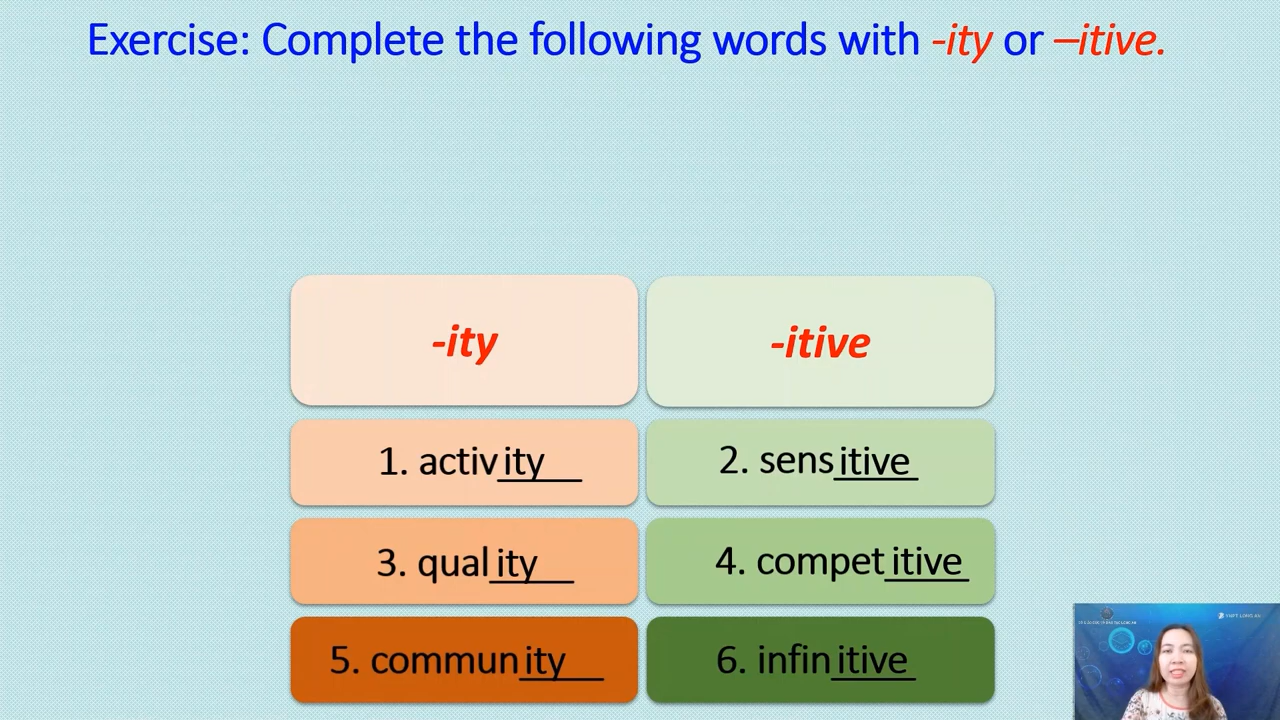 Exercise: Complete the following words with -ity or –itive.
-ity
-itive
1. activity
2. sensitive
3. quality
4. competitive
5. community
6. infinitive